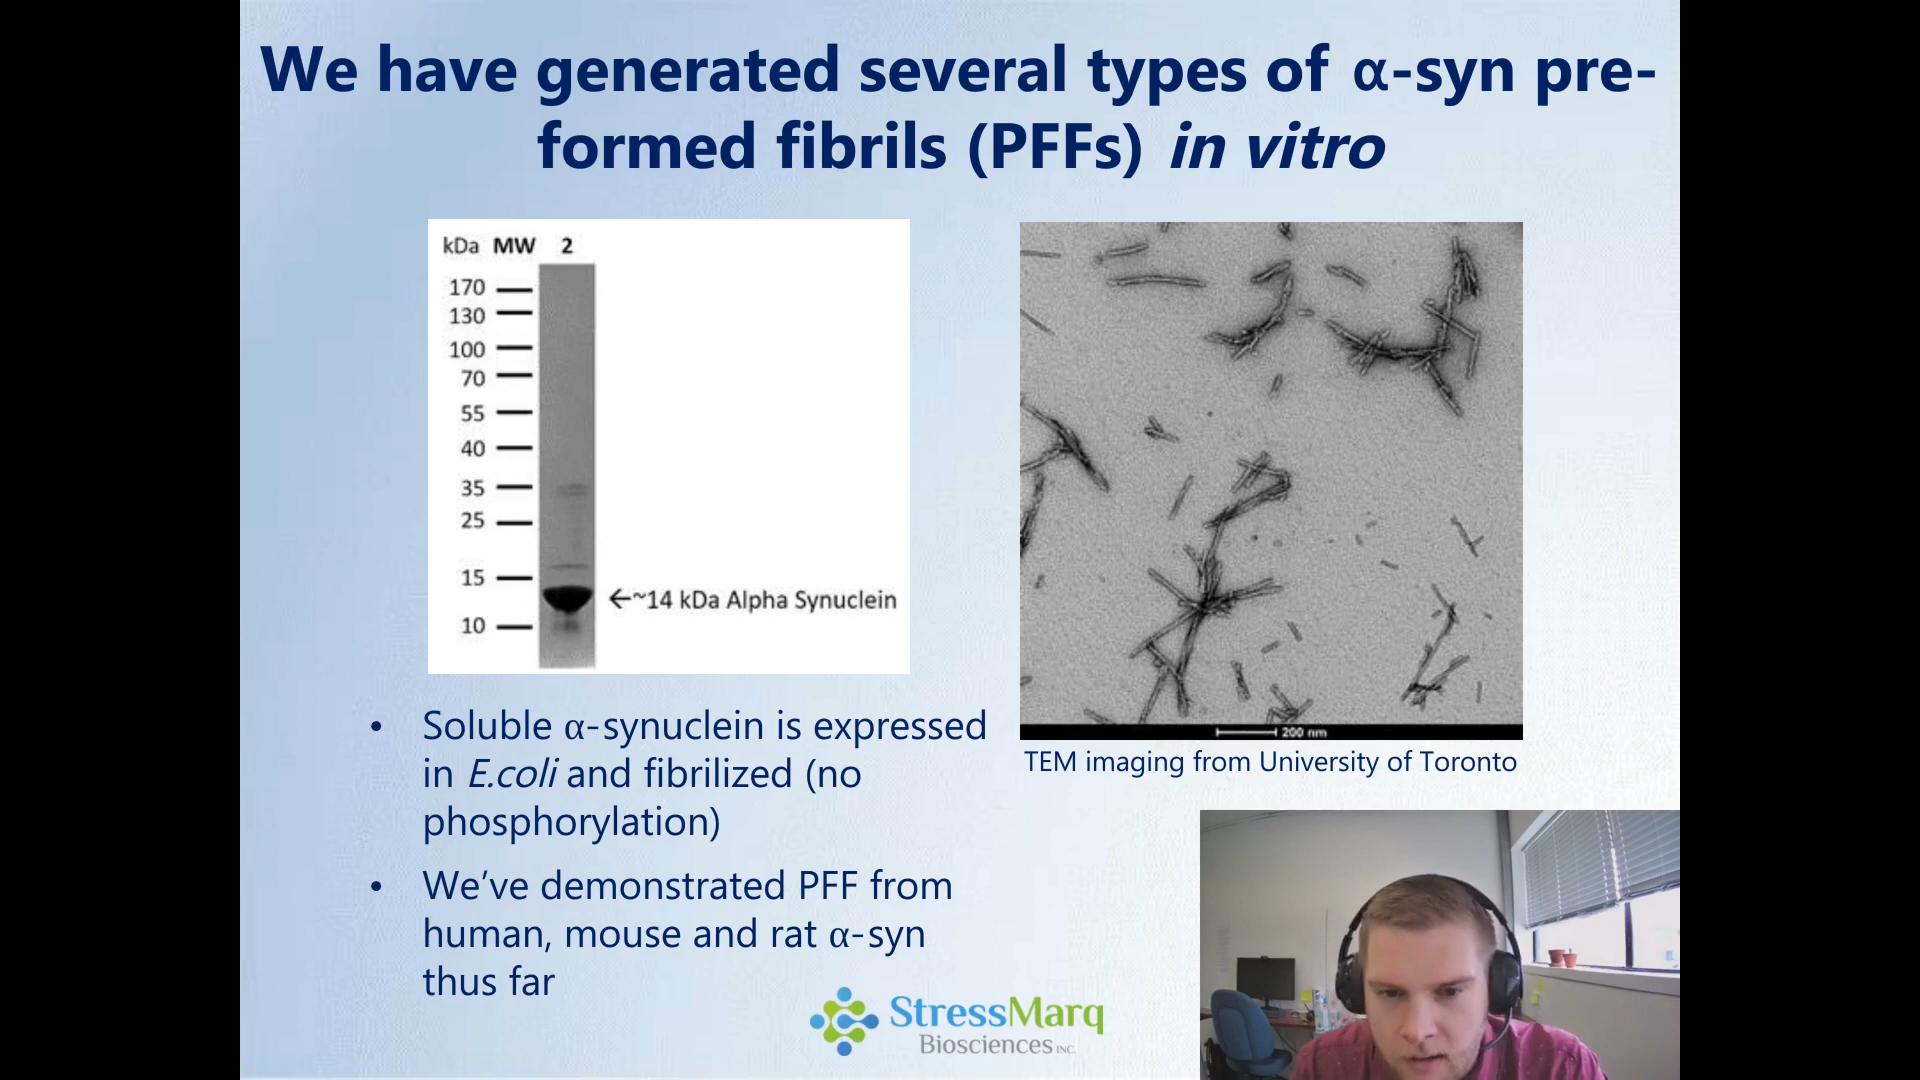 We have generated several types of α-syn pre-
formed fibrils (PFFs) in vitro
kDa MW 2
170
130
100
70
55
40
35
25
15
10
←~14 kDa Alpha Synuclein
200 nm
TEM imaging from University of Toronto
• Soluble α-synuclein is expressed
in E.coli and fibrilized (no
phosphorylation)
• We’ve demonstrated PFF from
human, mouse and rat α-syn
thus far
StressMarq
Biosciences INC.